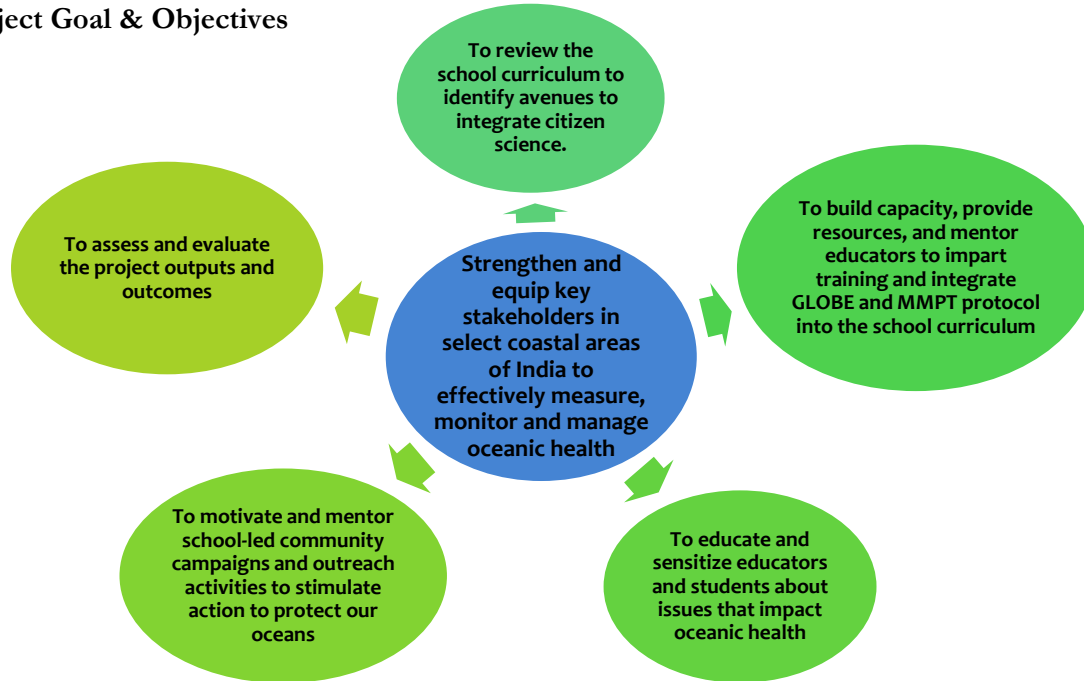 ject Goal & Objectives
To review the
school curriculum to
identify avenues to
integrate citizen
science.
To build capacity, provide
resources, and mentor
educators to impart
training and integrate
GLOBE and MMPT protocol
into the school curriculum
To assess and evaluate
the project outputs and
outcomes
Strengthen and
equip key
stakeholders in
select coastal areas
of India to
effectively measure,
monitor and manage
oceanic health
To motivate and mentor
school-led community
campaigns and outreach
activities to stimulate
action to protect our
oceans
To educate and
sensitize educators
and students about
issues that impact
oceanic health